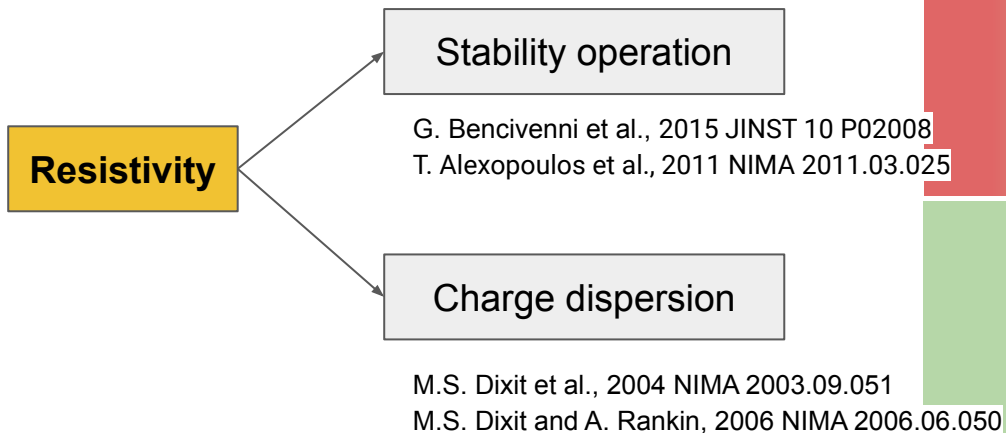 Stability operation
G. Bencivenni et al., 2015 JINST 10 P02008
T. Alexopoulos et al., 2011 NIMA 2011.03.025
Resistivity
Charge dispersion
M.S. Dixit et al., 2004 NIMA 2003.09.051
M.S. Dixit and A. Rankin, 2006 NIMA 2006.06.050